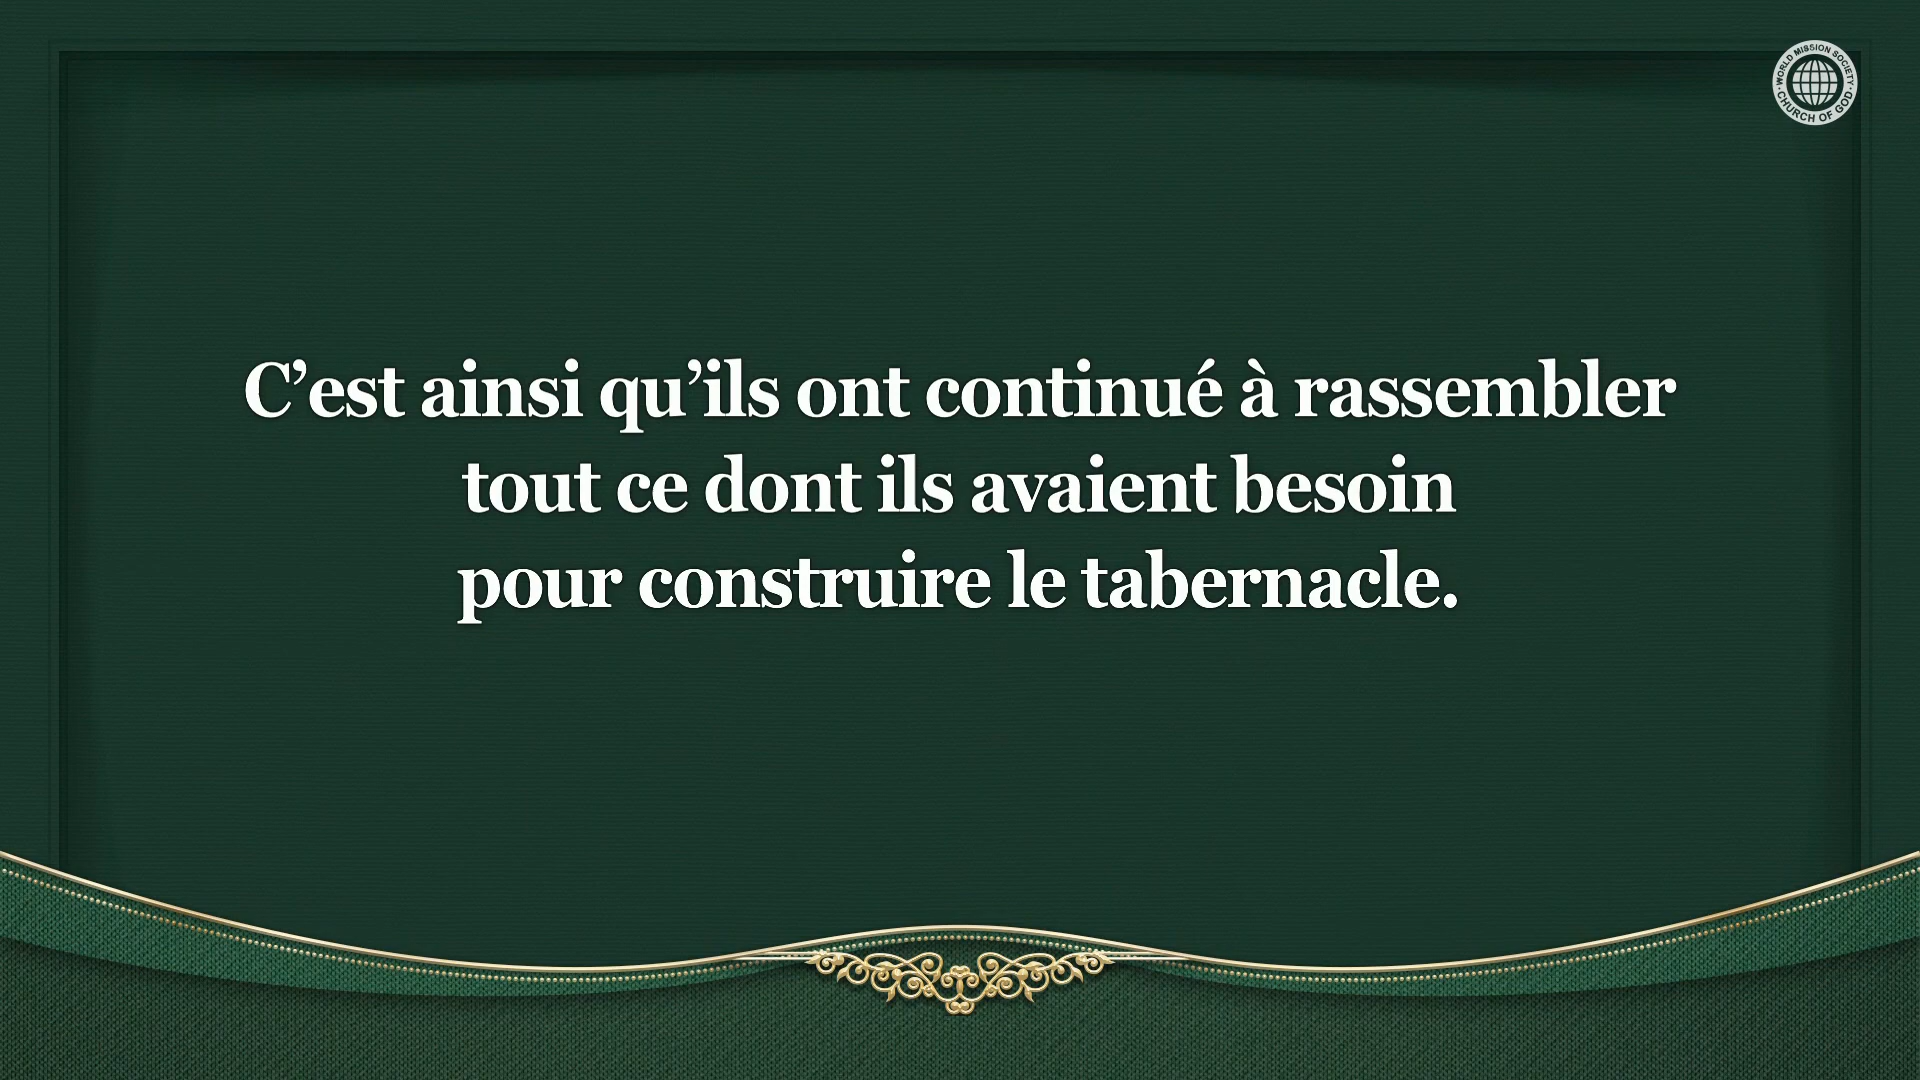 WORLD MISSION SOCIETY
CHURCH OF GOD
C’est ainsi qu’ils ont continué à rassembler
tout ce dont ils avaient besoin
pour construire le tabernacle.